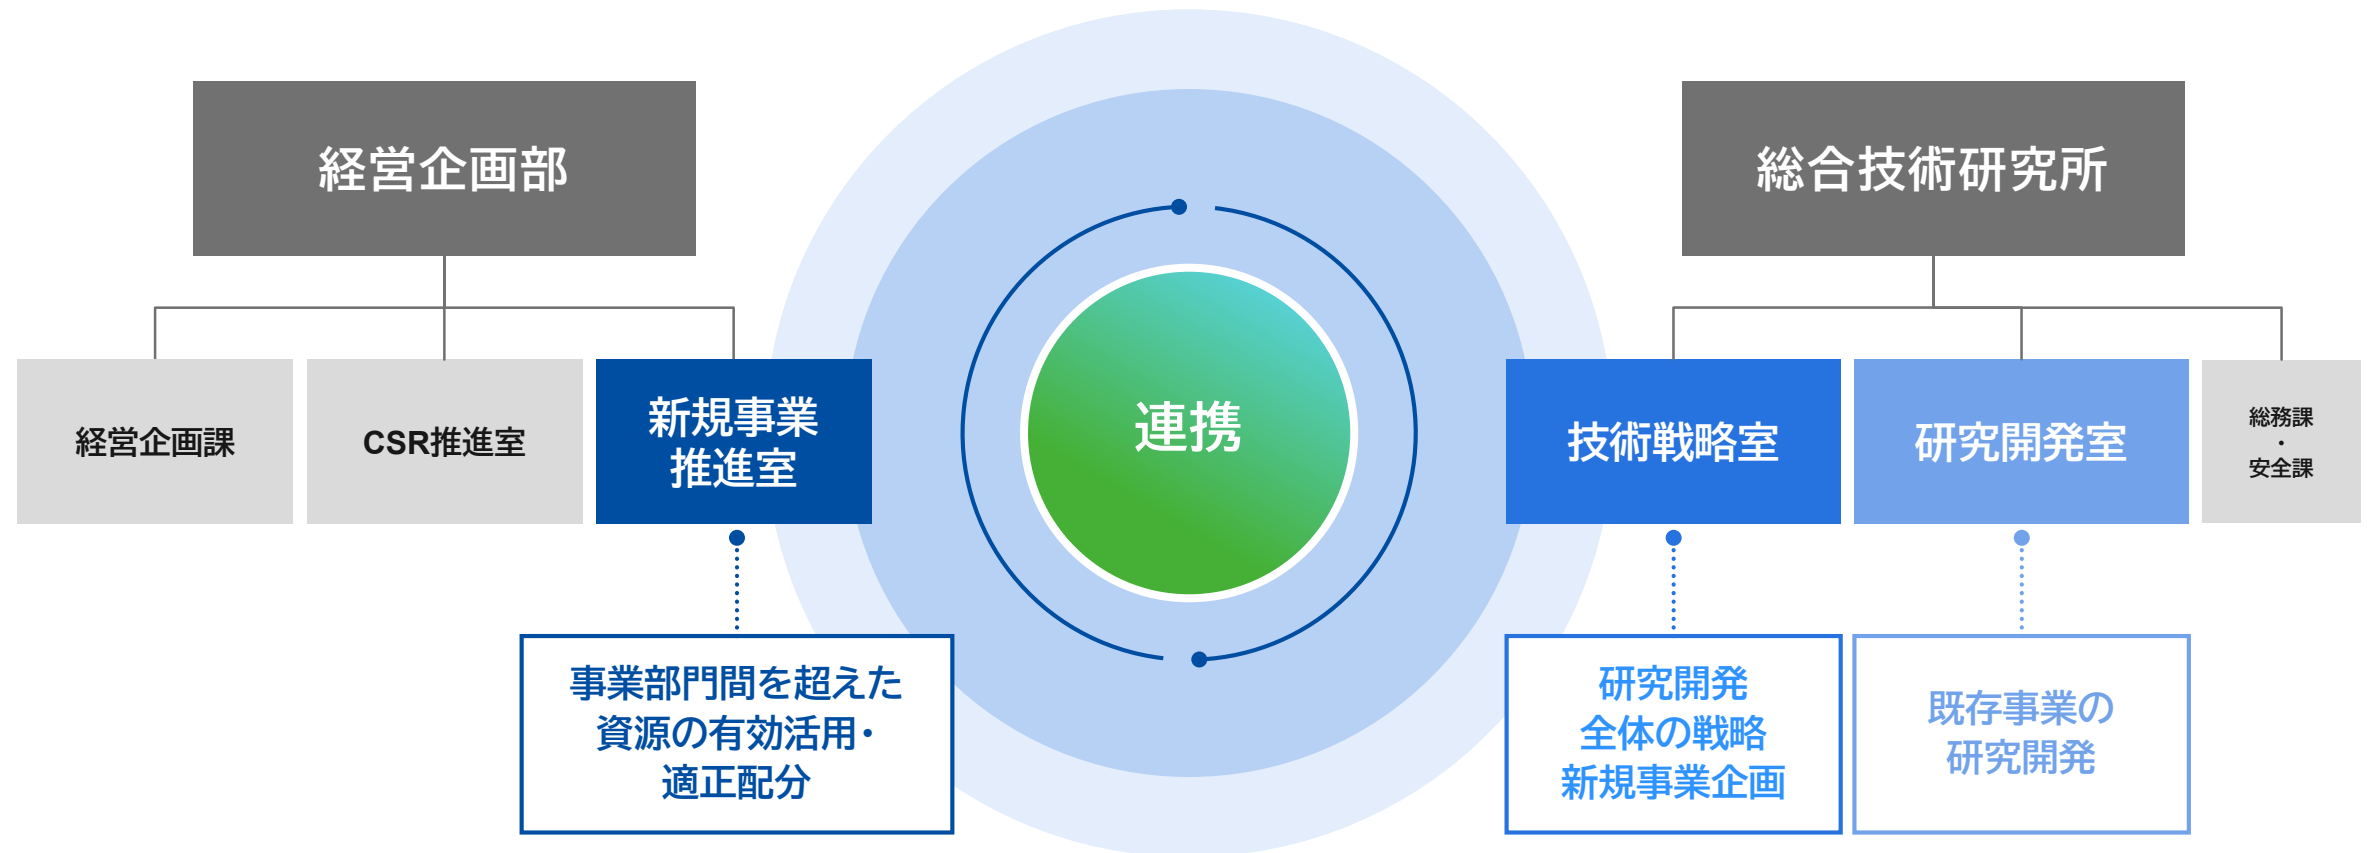 経営企画部
経営企画課
CSR推進室
新規事業
推進室
事業部門間を超えた
資源の有効活用・
適正配分
連携
総合技術研究所
技術戦略室
研究開発室
総務課
・
安全課
研究開発
全体の戦略
新規事業企画
既存事業の
研究開発